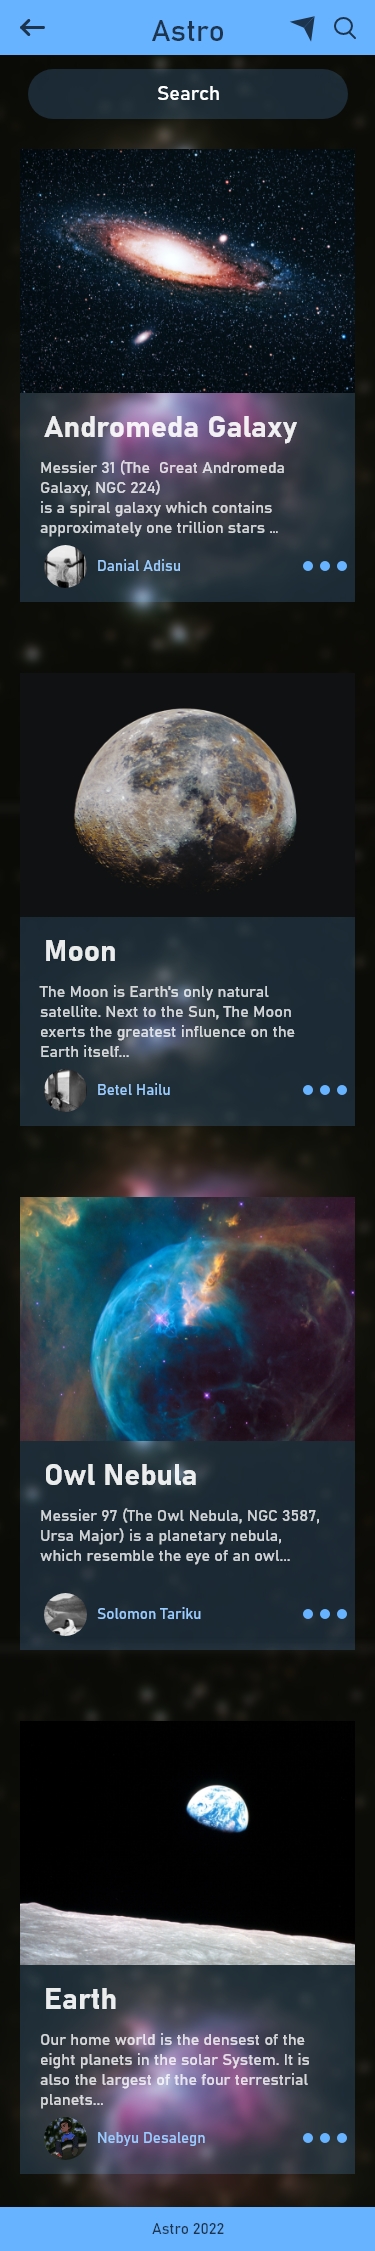 Astro
Search
Andromeda Galaxy
Messier 31 (The  Great Andromeda
Galaxy, NGC 224)
is a spiral galaxy which contains
approximately one trillion stars ...
Danial Adisu
Moon
The Moon is Earth's only natural
satellite. Next to the Sun, The Moon
exerts the greatest influence on the
Earth itself...
Betel Hailu
Owl Nebula
Messier 97 (The Owl Nebula, NGC 3587,
Ursa Major) is a planetary nebula,
which resemble the eye of an owl...
Solomon Tariku
Earth
Our home world is the densest of the
eight planets in the solar System. It is
also the largest of the four terrestrial
planets...
Nebyu Desalegn
Astro 2022